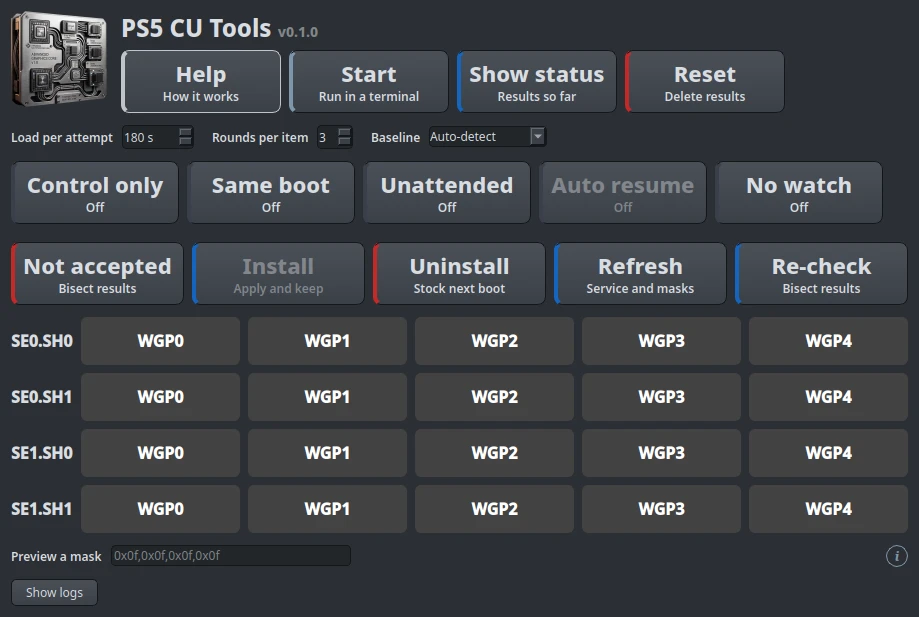 PS5 CU Tools v0.1.0
Help Start Show status Reset
How it works Run in a terminal Results so far Delete results
Load per attempt 180 s Rounds per item 3 Baseline Auto-detect
Control only Same boot Unattended Auto resume No watch
Off Off Off Off Off
Not accepted Install Uninstall Refresh Re-check
Bisect results Apply and keep Stock next boot Service and masks Bisect results
SE0.SH0 WGP0 WGP1 WGP2 WGP3 WGP4
SE0.SH1 WGP0 WGP1 WGP2 WGP3 WGP4
SE1.SH0 WGP0 WGP1 WGP2 WGP3 WGP4
SE1.SH1 WGP0 WGP1 WGP2 WGP3 WGP4
Preview a mask 0x0f,0x0f,0x0f,0x0f i
Show logs